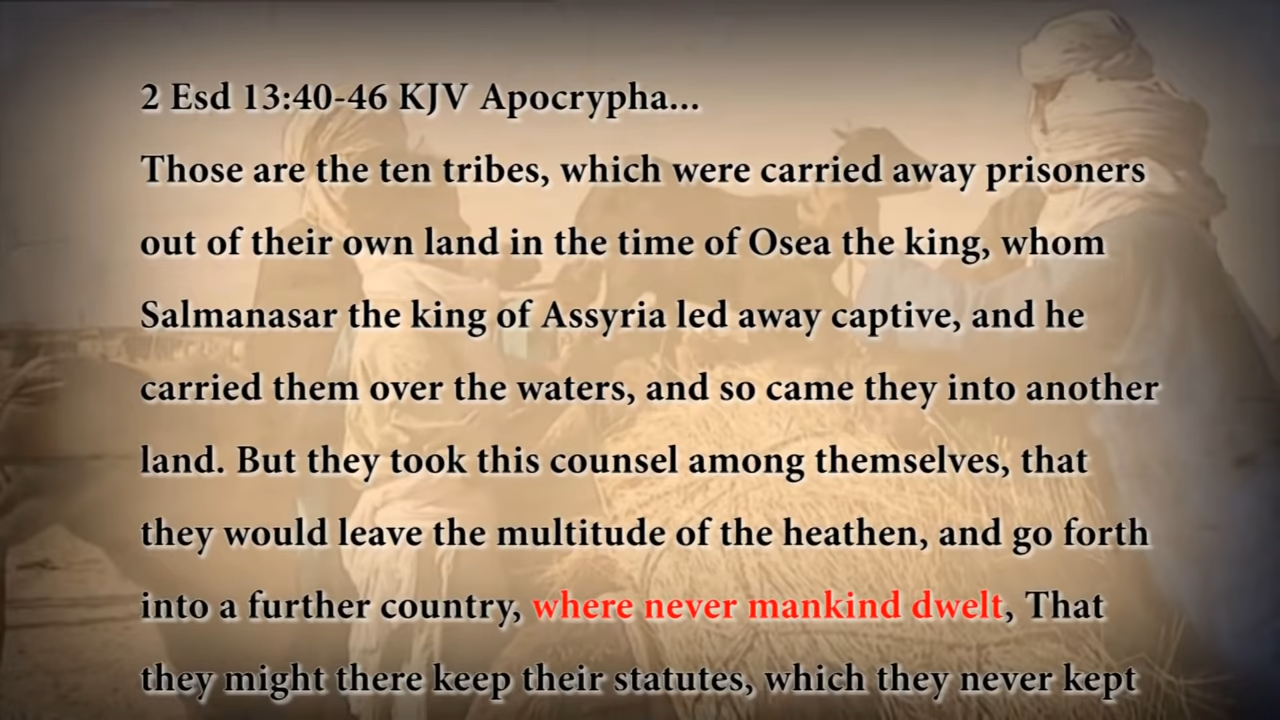 2 Esd 13:40-46 KJV Apocrypha...
Those are the ten tribes, which were carried away prisoners
out of their own land in the time of Osea the king, whom
Salmanasar the king of Assyria led away captive, and he
carried them over the waters, and so came they into another
land. But they took this counsel among themselves, that
they would leave the multitude of the heathen, and go forth
into a further country, where never mankind dwelt, That
they might there keep their statutes, which they never kept